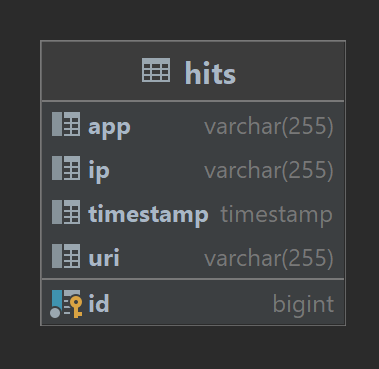 hits
app varchar(255)
ip varchar(255)
timestamp timestamp
uri varchar(255)
id bigint